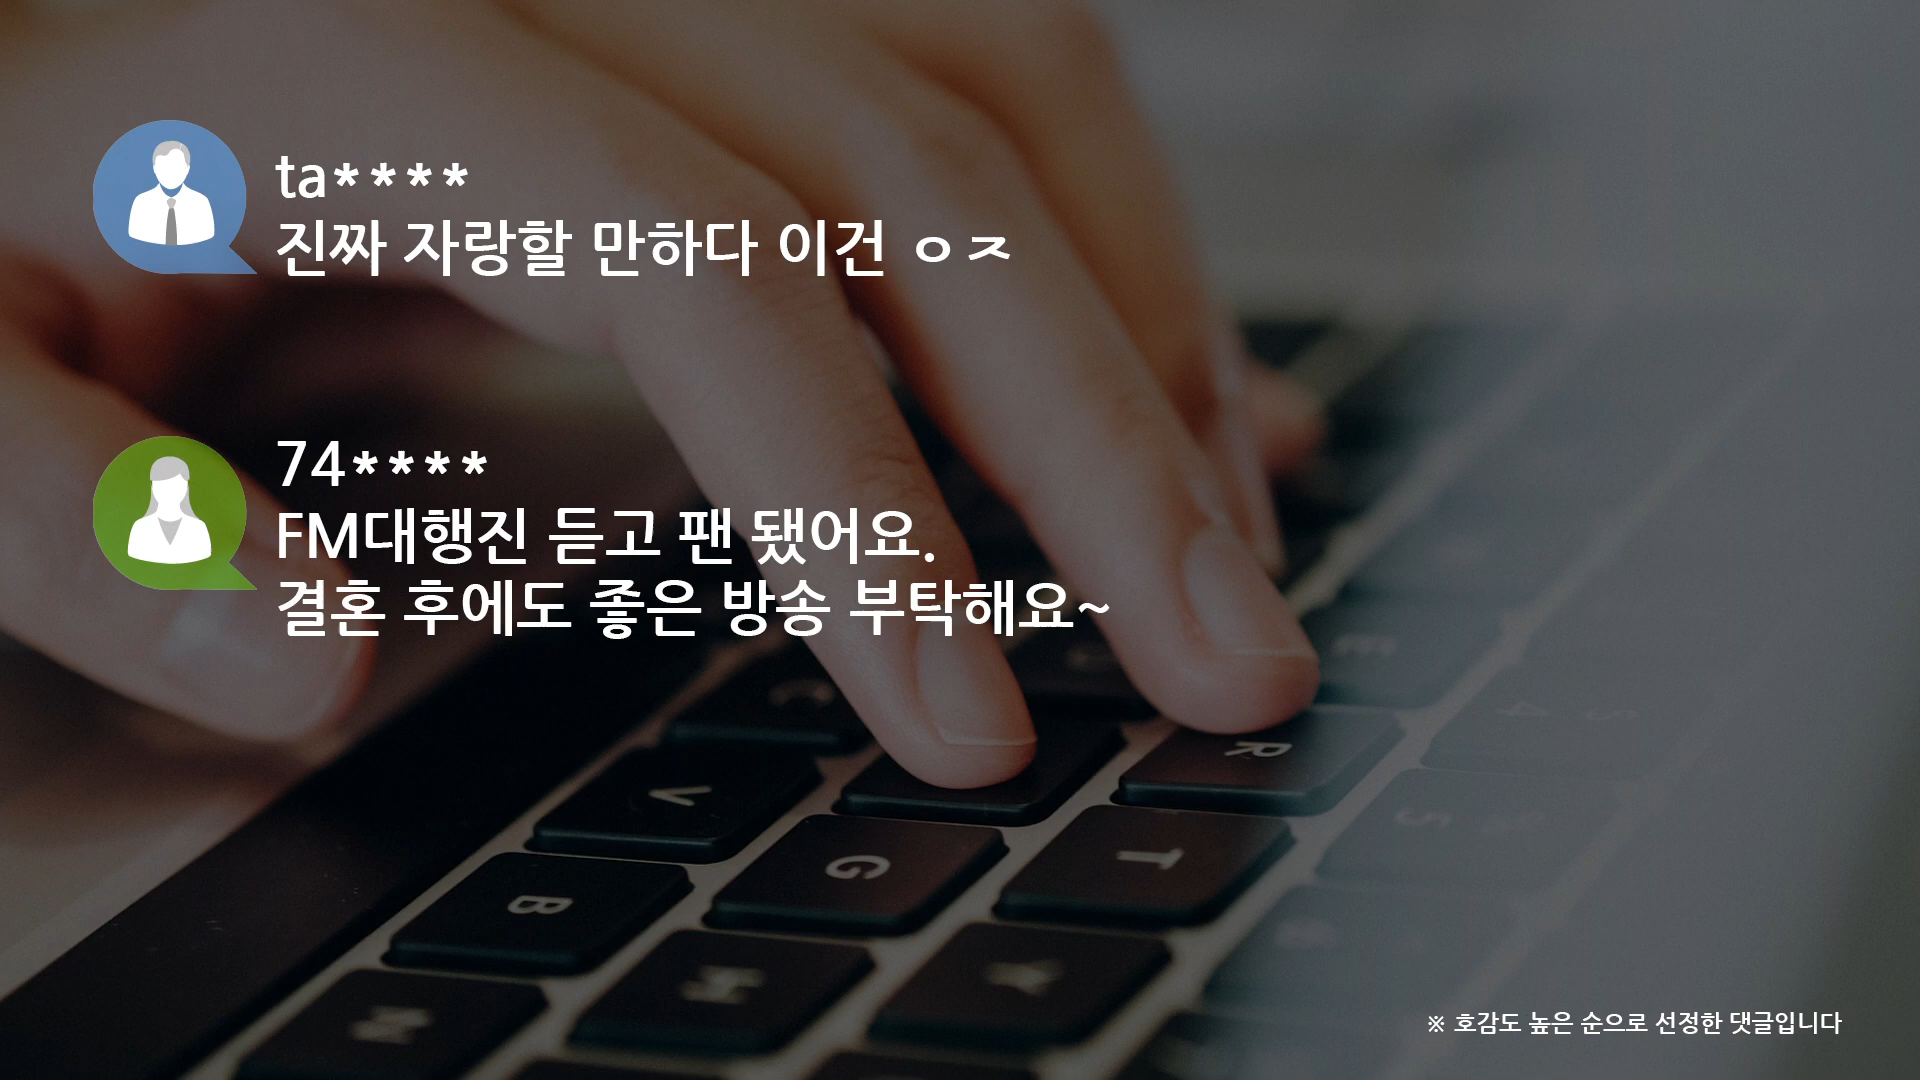 ta****
진짜 자랑할 만하다 이건 ㅇㅈ
74****
FM대행진 듣고 팬 됐어요.
결혼 후에도 좋은 방송 부탁해요~
R
V
T
G
B
H
Y
N
※ 호감도 높은 순으로 선정한 댓글입니다